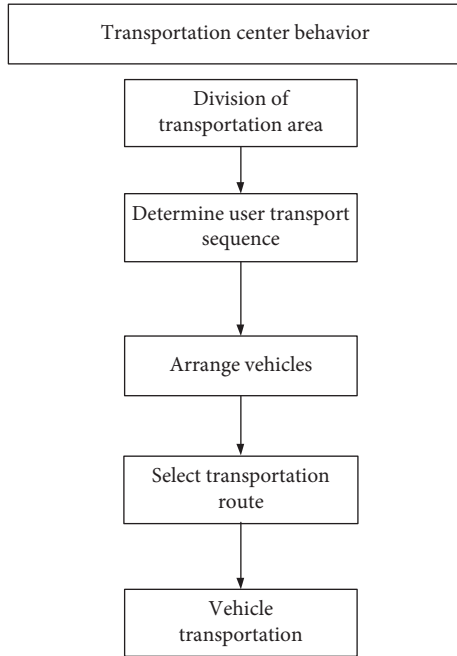 Transportation center behavior
Division of
transportation area
Determine user transport
sequence
Arrange vehicles
Select transportation
route
Vehicle
transportation